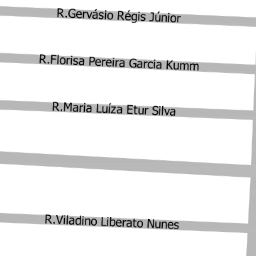 R.Gervásio Régis Júnior
R.Florisa Pereira Garcia Kumm
R.Maria Luíza Etur Silva
R.Viladino Liberato Nunes